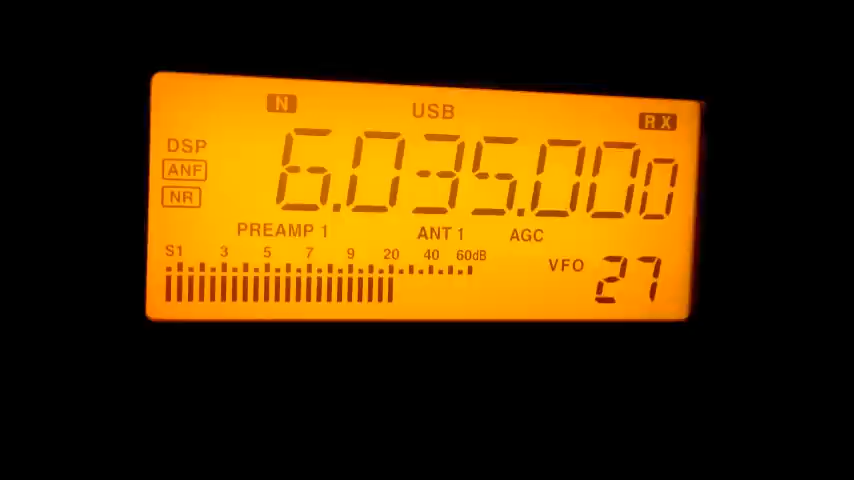 N USB RX
DSP
ANF
NR
6.035.000
PREAMP 1 ANT 1 AGC
S1 3 5 7 9 20 40 60dB
VFO 27